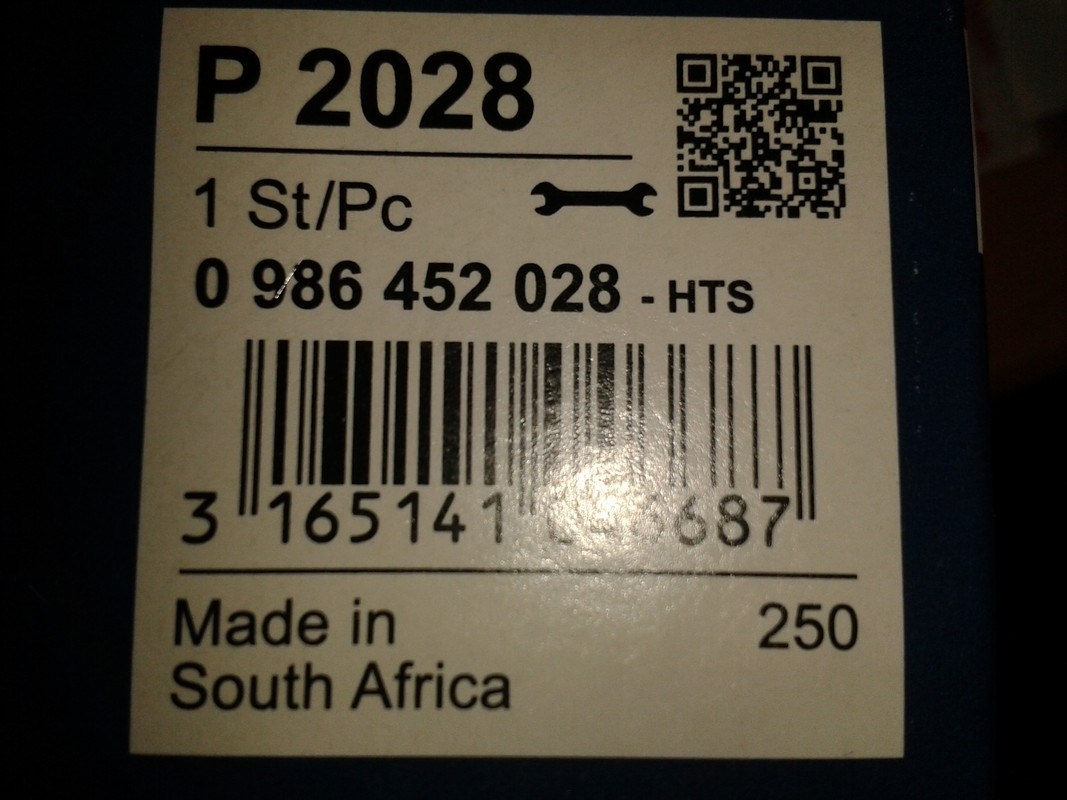 P 2028
1 St/Pc
0 986 452 028 - HTS
3 165141
Made in 250
South Africa